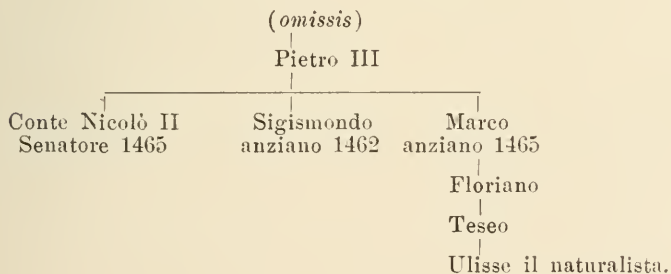 (omissis)
Pietro III
Conte Nicolò II Sigismondo Marco
Senatore 1465 anziano 1462 anziano 1465
Floriano
Teseo
Ulisse il naturalista.